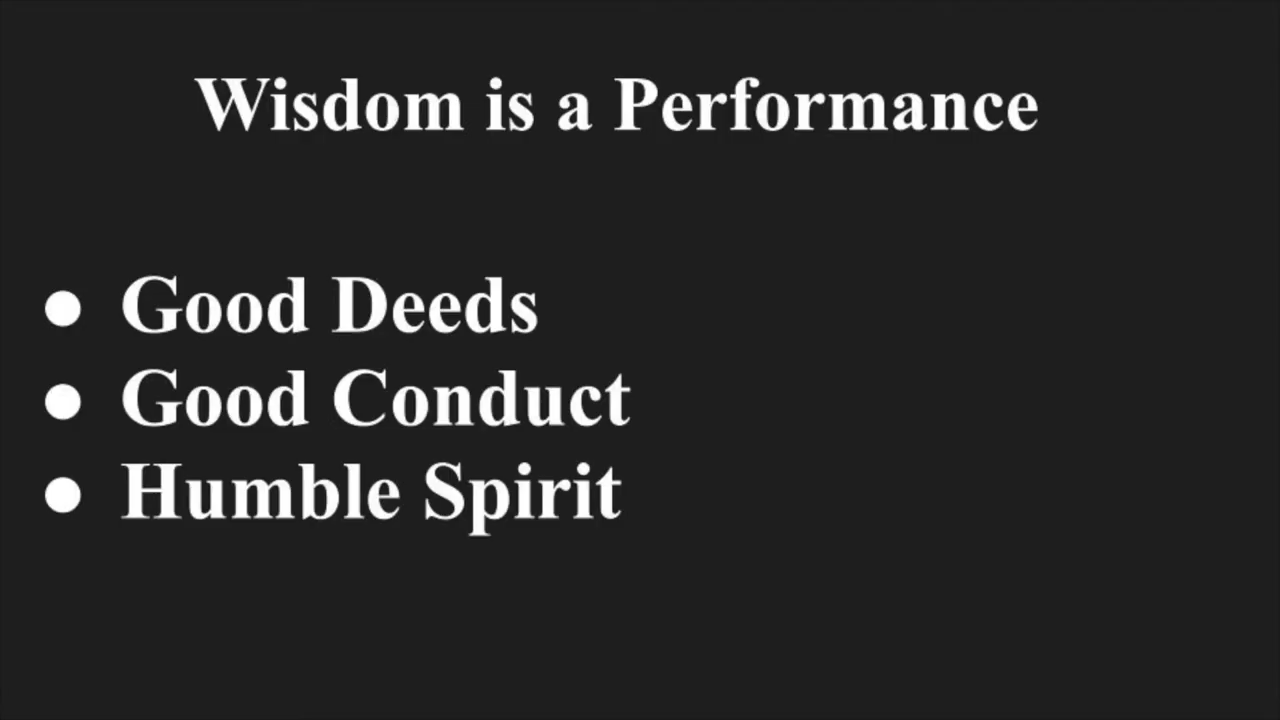 Wisdom is a Performance
● Good Deeds
● Good Conduct
● Humble Spirit